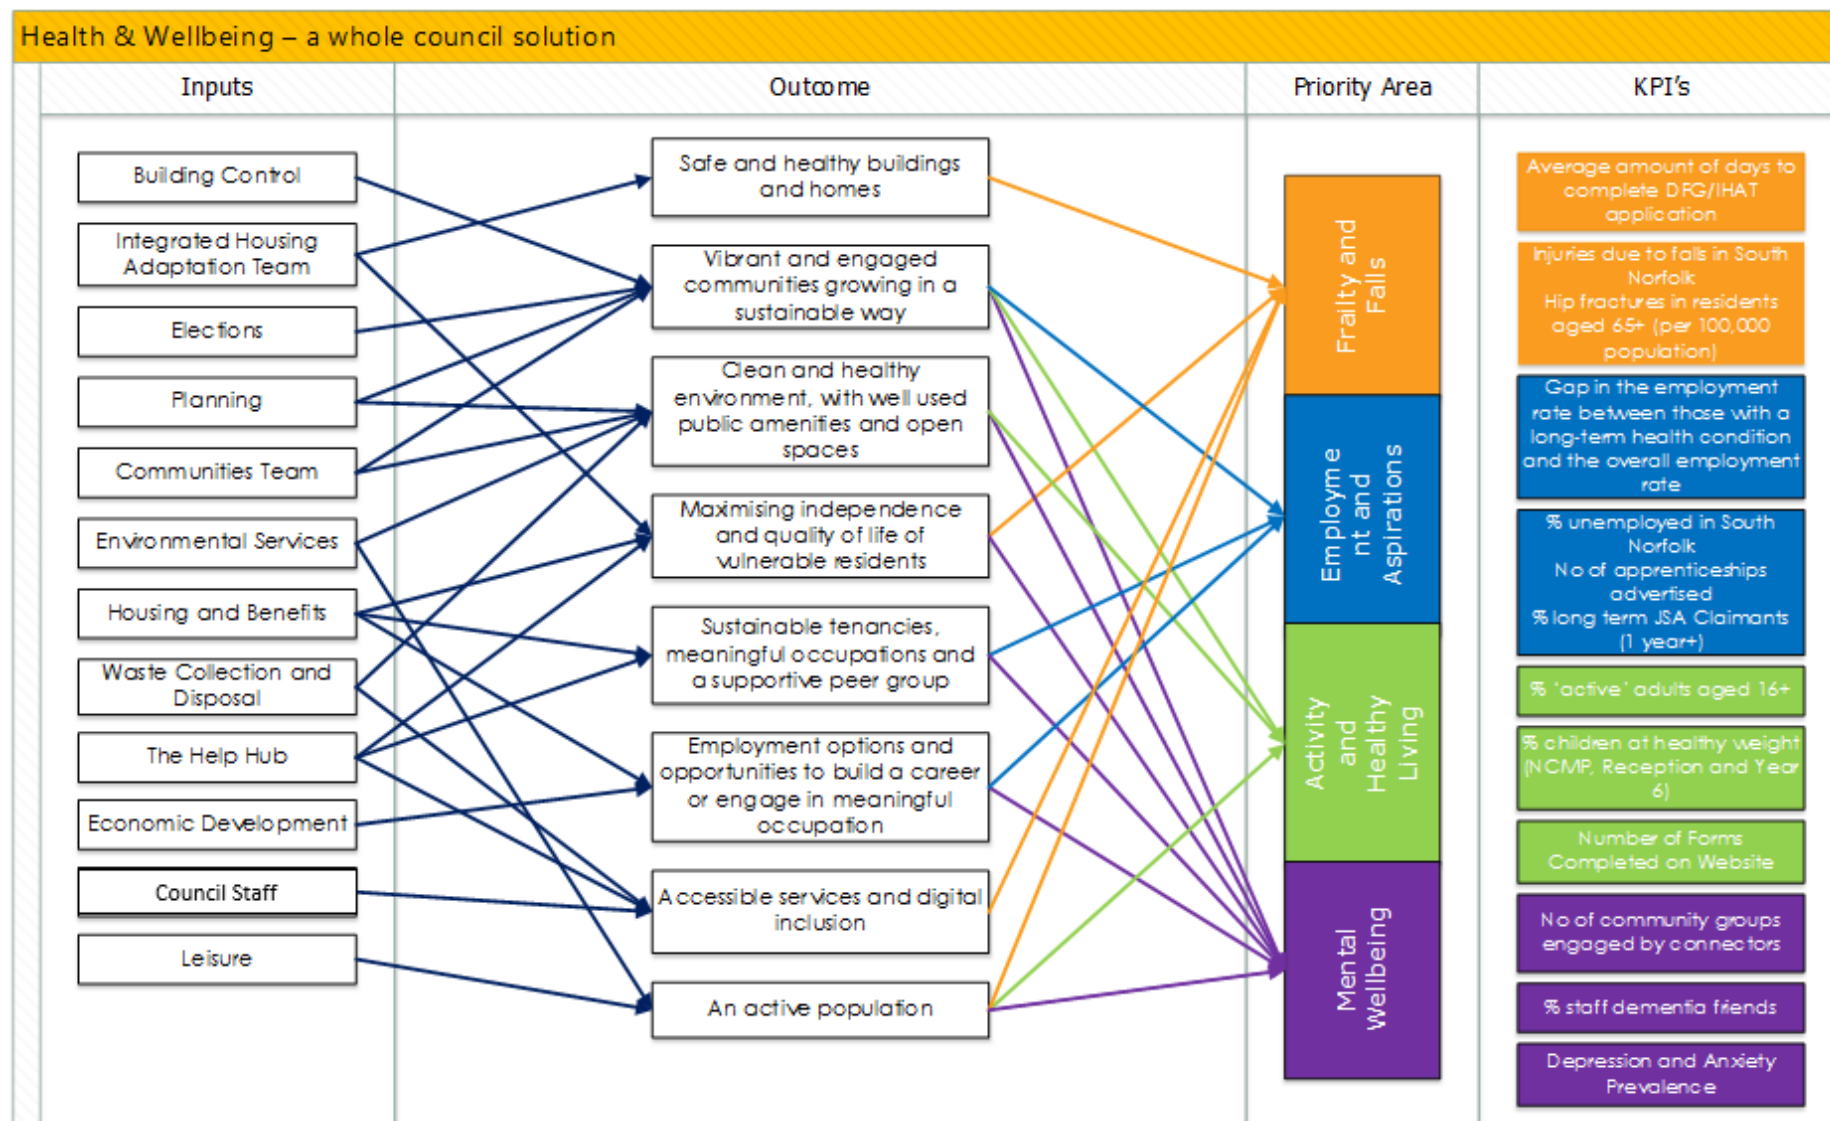 Health & Wellbeing – a whole council solution
Inputs
Outcome
Priority Area
KPI's
Building Control
Integrated Housing
Adaptation Team
Elections
Planning
Communities Team
Environmental Services
Housing and Benefits
Waste Collection and
Disposal
The Help Hub
Economic Development
Council Staff
Leisure
Safe and healthy buildings
and homes
Vibrant and engaged
communities growing in a
sustainable way
Clean and healthy
environment, with well used
public amenities and open
spaces
Maximising independence
and quality of life of
vulnerable residents
Sustainable tenancies,
meaningful occupations and
a supportive peer group
Employment options and
opportunities to build a career
or engage in meaningful
occupation
Accessible services and digital
inclusion
An active population
Frailty and
Falls
Employme
nt and
Aspirations
Activity
and
Healthy
Living
Mental
Wellbeing
Average amount of days to
complete DFG/IHAT
application
Injuries due to falls in South
Norfolk
Hip fractures in residents
aged 65+ (per 100,000
population)
Gap in the employment
rate between those with a
long-term health condition
and the overall employment
rate
% unemployed in South
Norfolk
No of apprenticeships
advertised
% long term JSA Claimants
(1 year+)
% 'active' adults aged 16+
% children at healthy weight
(NCMP, Reception and Year
6)
Number of Forms
Completed on Website
No of community groups
engaged by connectors
% staff dementia friends
Depression and Anxiety
Prevalence